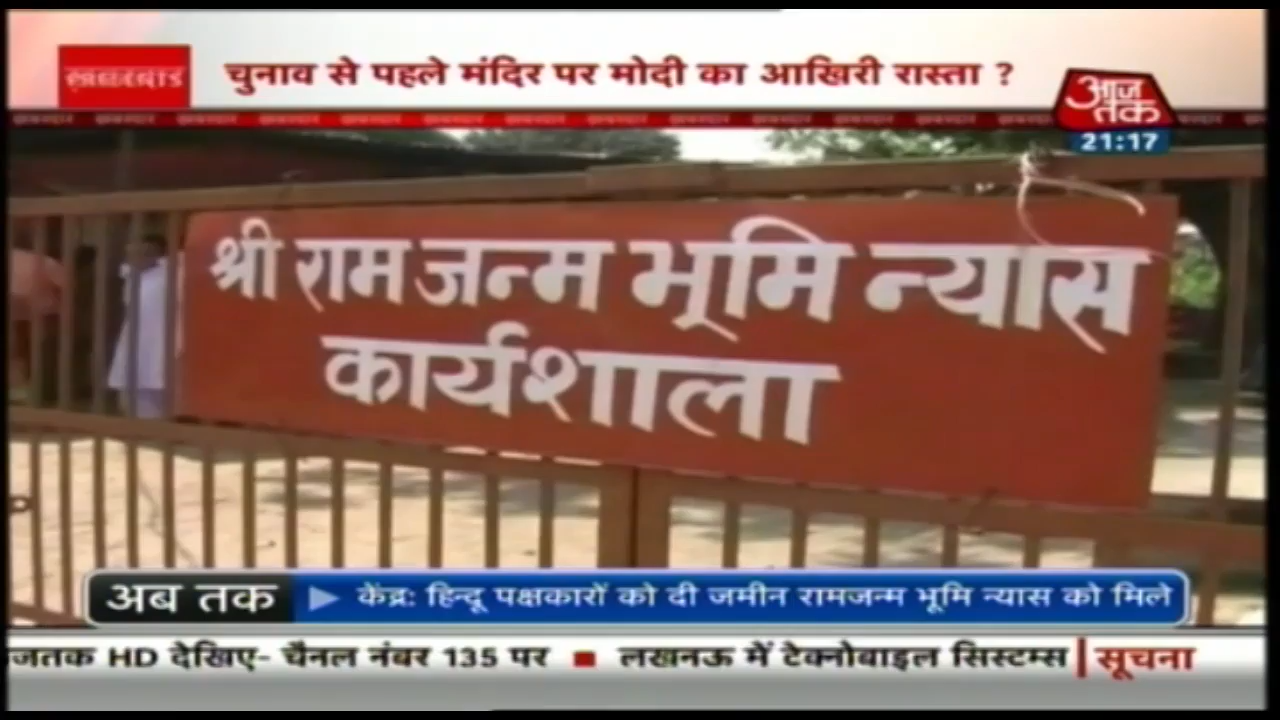 चुनाव से पहले मंदिर पर मोदी का आखिरी रास्ता ?
आज
तक
21:17
श्री राम जन्म भूमि न्यास
कार्यशाला
अब तक
केंद्र: हिन्दू पक्षकारों को दी जमीन रामजन्म भूमि न्यास को मिले
जतक HD देखिए- चैनल नंबर 135 पर ■ लखनऊ में टेक्नोबाइल सिस्टम्स
सूचना